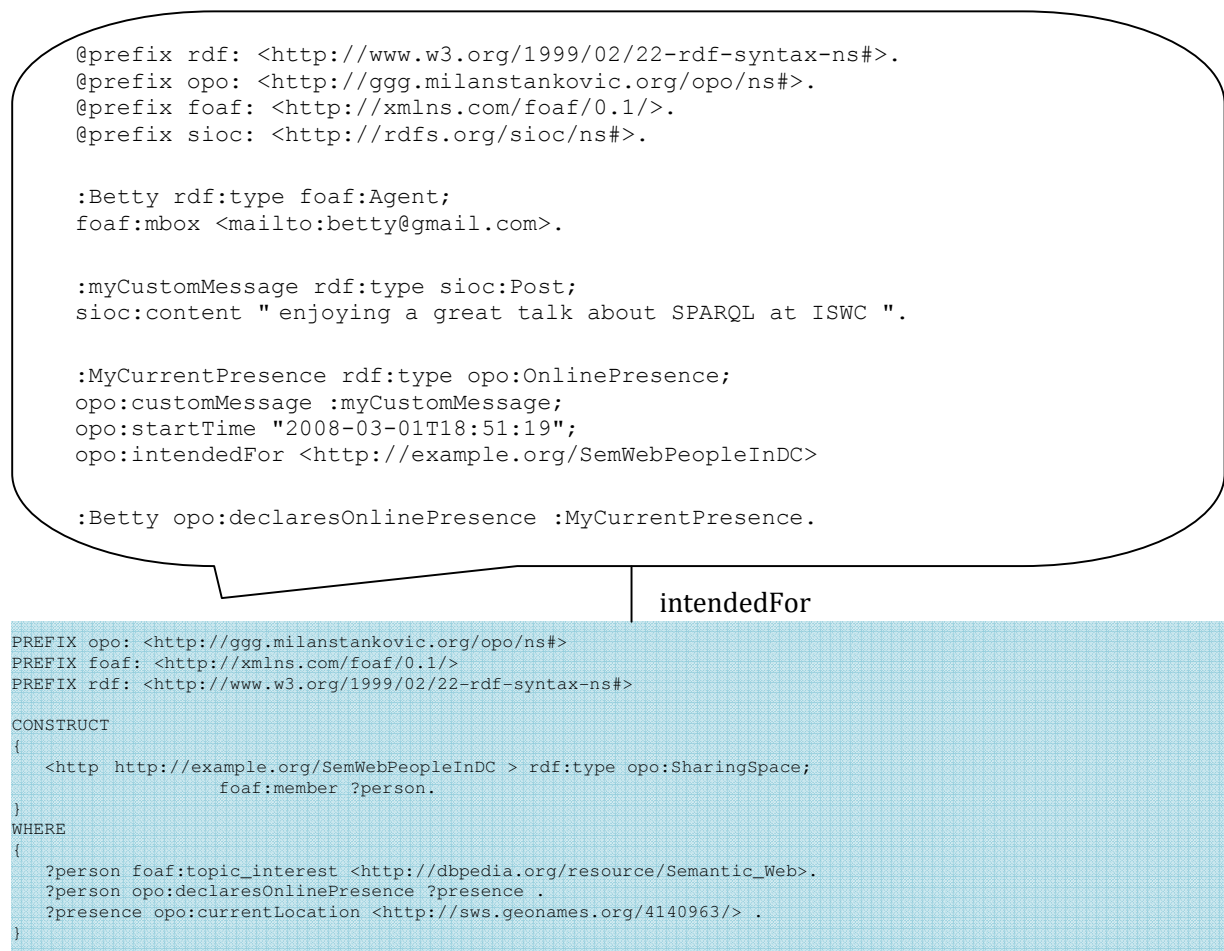 @prefix rdf: <http://www.w3.org/1999/02/22-rdf-syntax-ns#>.
@prefix opo: <http://ggg.milanstankovic.org/opo/ns#>.
@prefix foaf: <http://xmlns.com/foaf/0.1/>.
@prefix sioc: <http://rdfs.org/sioc/ns#>.
:Betty rdf:type foaf:Agent;
foaf:mbox <mailto:betty@gmail.com>.
:myCustomMessage rdf:type sioc:Post;
sioc:content " enjoying a great talk about SPARQL at ISWC ".
:MyCurrentPresence rdf:type opo:OnlinePresence;
opo:customMessage :myCustomMessage;
opo:startTime "2008-03-01T18:51:19";
opo:intendedFor <http://example.org/SemWebPeopleInDC>
:Betty opo:declaresOnlinePresence :MyCurrentPresence.
intendedFor
PREFIX opo: <http://ggg.milanstankovic.org/opo/ns#>
PREFIX foaf: <http://xmlns.com/foaf/0.1/>
PREFIX rdf: <http://www.w3.org/1999/02/22-rdf-syntax-ns#>
CONSTRUCT
{
<http http://example.org/SemWebPeopleInDC > rdf:type opo:SharingSpace;
foaf:member ?person.
}
WHERE
{
?person foaf:topic_interest <http://dbpedia.org/resource/Semantic_Web>.
?person opo:declaresOnlinePresence ?presence .
?presence opo:currentLocation <http://sws.geonames.org/4140963/> .
}